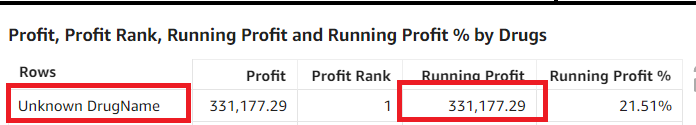 Profit, Profit Rank, Running Profit and Running Profit % by Drugs
Rows Profit Profit Rank Running Profit Running Profit %
Unknown DrugName 331,177.29 1 331,177.29 21.51%